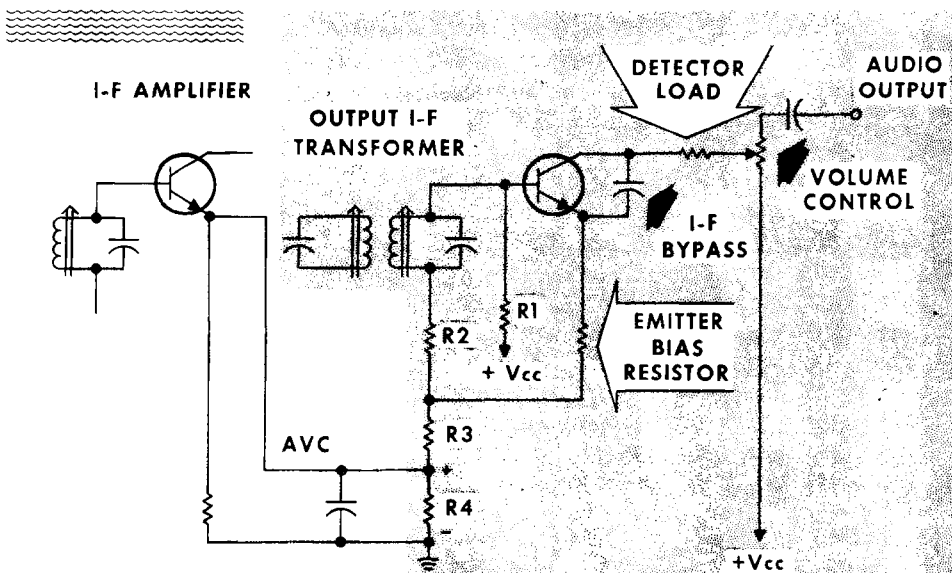 I-F AMPLIFIER
OUTPUT I-F
TRANSFORMER
DETECTOR
LOAD
AUDIO
OUTPUT
VOLUME
CONTROL
I-F
BYPASS
R1
R2
+ Vcc
EMITTER
BIAS
RESISTOR
R3
AVC
+
R4
-
+Vcc